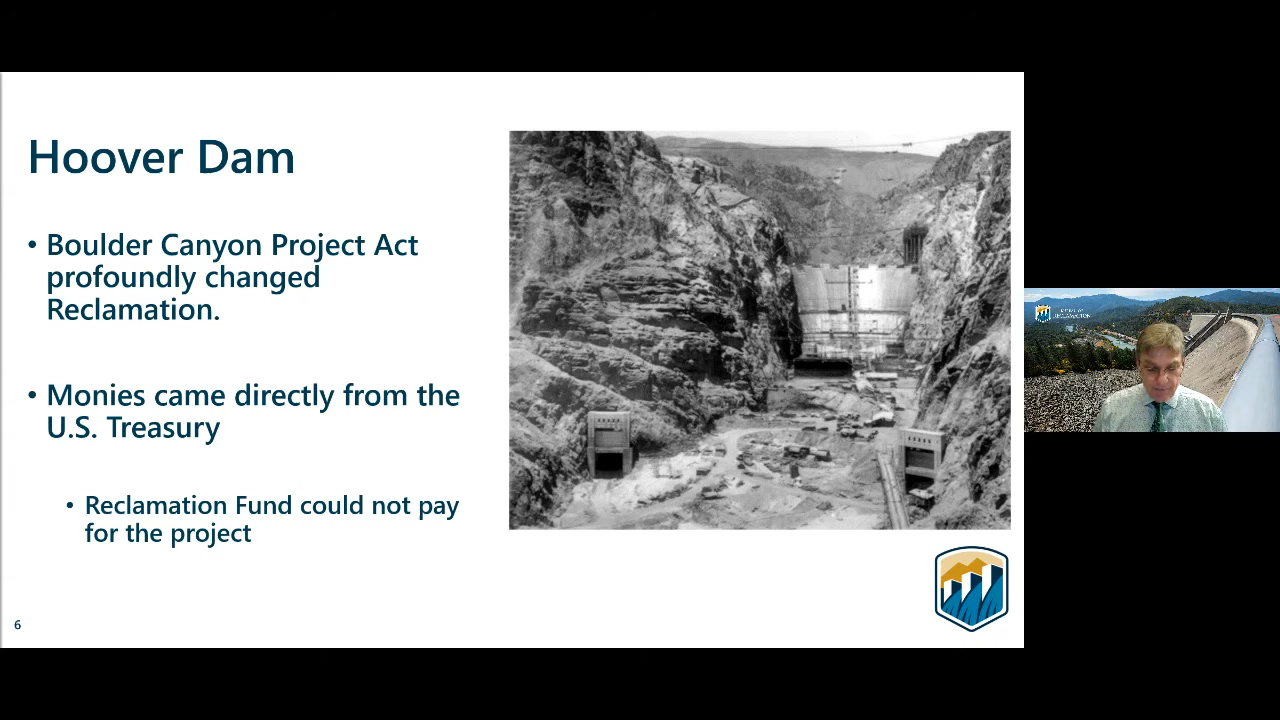 Hoover Dam
• Boulder Canyon Project Act
profoundly changed
Reclamation.
• Monies came directly from the
U.S. Treasury
• Reclamation Fund could not pay
for the project
6
RECLAMATION